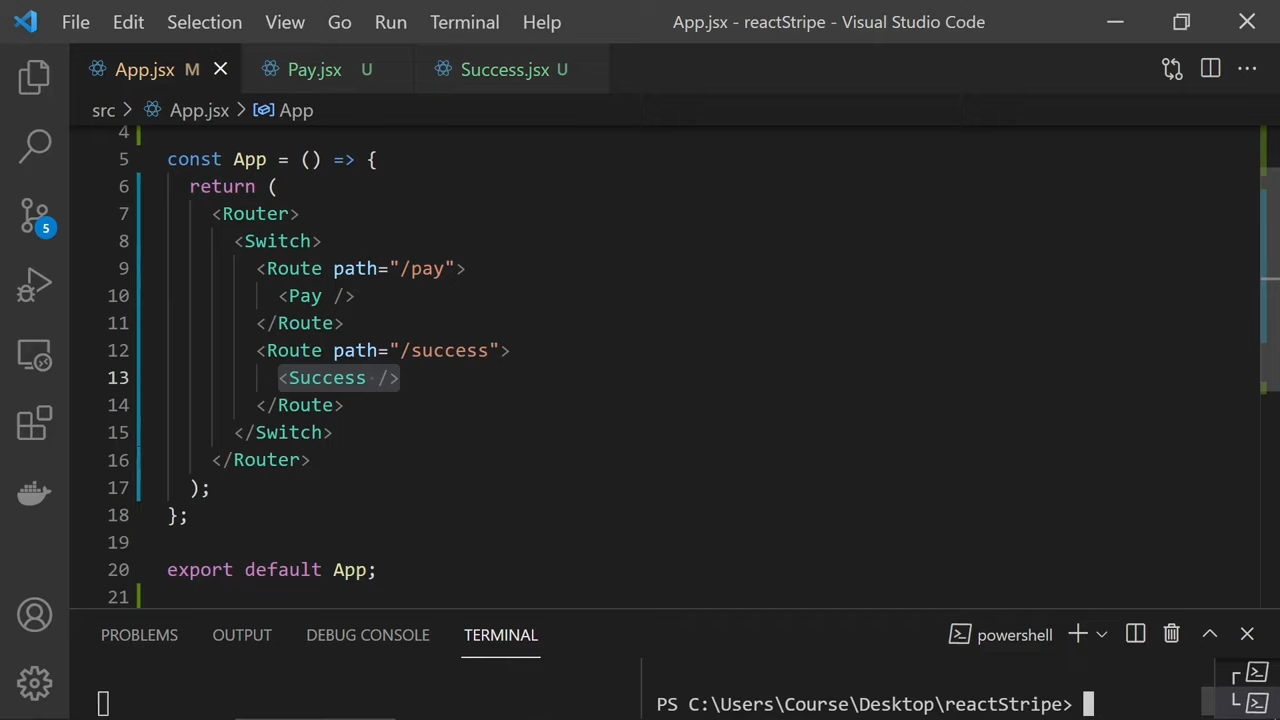 File Edit Selection View Go Run Terminal Help App.jsx - reactStripe - Visual Studio Code
App.jsx M Pay.jsx U Success.jsx U
src > App.jsx > App
4
5 const App = () => {
6 return (
7 <Router>
8 <Switch>
9 <Route path="/pay">
10 <Pay />
11 </Route>
12 <Route path="/success">
13 <Success />
14 </Route>
15 </Switch>
16 </Router>
17 );
18 };
19
20 export default App;
21
5
PROBLEMS OUTPUT DEBUG CONSOLE TERMINAL powershell
PS C:\Users\Course\Desktop\reactStripe>